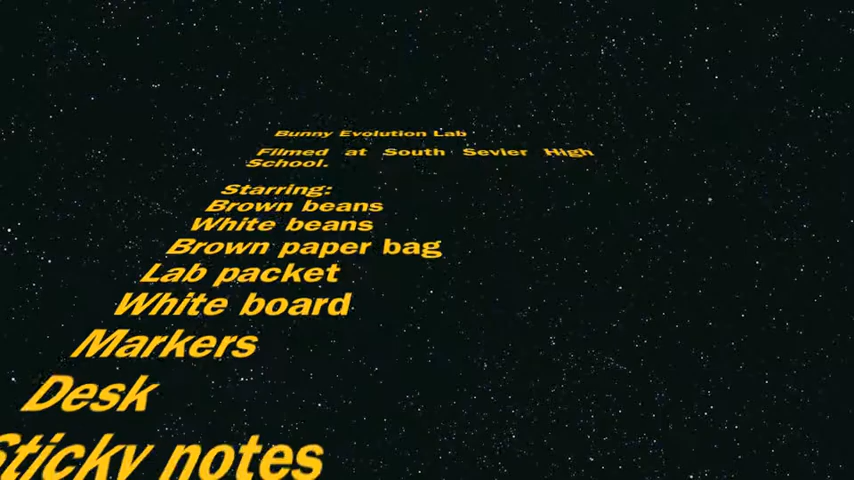 Bunny Evolution Lab
Filmed at South Sevier High
School.
Starring:
Brown beans
White beans
Brown paper bag
Lab packet
White board
Markers
Desk
Sticky notes